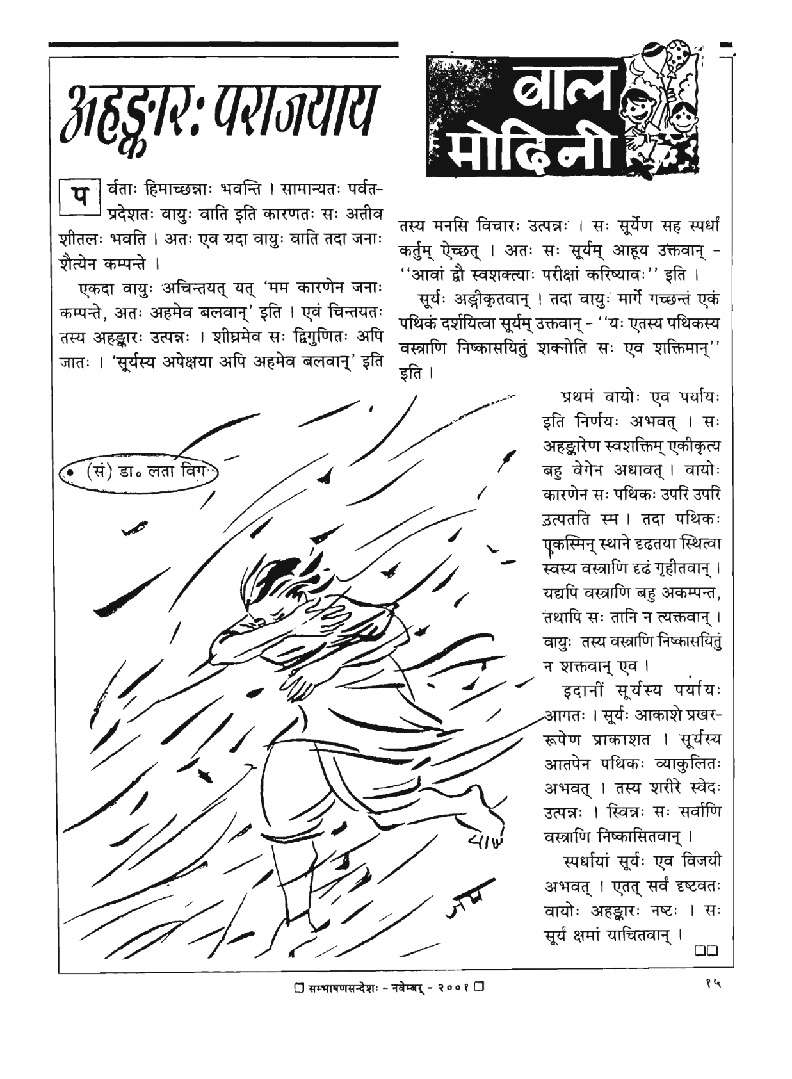 अहङ्कारः पराजयाय
बाल
मोदिनी
पर्वताः हिमाच्छन्नाः भवन्ति । सामान्यतः पर्वत-
प्रदेशतः वायुः वाति इति कारणतः सः अतीव
शीतलः भवति । अतः एव यदा वायुः वाति तदा जनाः
शैत्येन कम्पन्ते ।
एकदा वायुः अचिन्तयत् यत् ‘मम कारणेन जनाः
कम्पन्ते, अतः अहमेव बलवान्’ इति । एवं चिन्तयतः
तस्य अहङ्कारः उत्पन्नः । शीघ्रमेव सः द्विगुणितः अपि
जातः । ‘सूर्यस्य अपेक्षया अपि अहमेव बलवान्’ इति
तस्य मनसि विचारः उत्पन्नः । सः सूर्येण सह स्पर्धां
कर्तुम् ऐच्छत् । अतः सः सूर्यम् आहूय उक्तवान् -
“आवां द्वौ स्वशक्त्याः परीक्षां करिष्यावः” इति ।
सूर्यः अङ्गीकृतवान् । तदा वायुः मार्गे गच्छन्तं एकं
पथिकं दर्शयित्वा सूर्यम् उक्तवान् - “यः एतस्य पथिकस्य
वस्त्राणि निष्कासयितुं शक्नोति सः एव शक्तिमान्”
इति ।
प्रथमं वायोः एव पर्यायः
इति निर्णयः अभवत् । सः
अहङ्कारेण स्वशक्तिम् एकीकृत्य
बहु वेगेन अधावत् । वायोः
कारणेन सः पथिकः उपरि उपरि
उत्पतति स्म । तदा पथिकः
एकस्मिन् स्थाने दृढतया स्थित्वा
स्वस्य वस्त्राणि दृढं गृहीतवान् ।
यद्यपि वस्त्राणि बहु अकम्पन्त,
तथापि सः तानि न त्यक्तवान् ।
वायुः तस्य वस्त्राणि निष्कासयितुं
न शक्तवान् एव ।
इदानीं सूर्यस्य पर्यायः
आगतः । सूर्यः आकाशे प्रखर-
रूपेण प्राकाशत । सूर्यस्य
आतपेन पथिकः व्याकुलितः
अभवत् । तस्य शरीरे स्वेदः
उत्पन्नः । स्विन्नः सः सर्वाणि
वस्त्राणि निष्कासितवान् ।
स्पर्धायां सूर्यः एव विजयी
अभवत् । एतत् सर्वं दृष्टवतः
वायोः अहङ्कारः नष्टः । सः
सूर्यं क्षमां याचितवान् ।
• (सं) डा० लता विग
❒ सम्भाषणसन्देशः - नवेम्बर् - २००१ ❒
१५